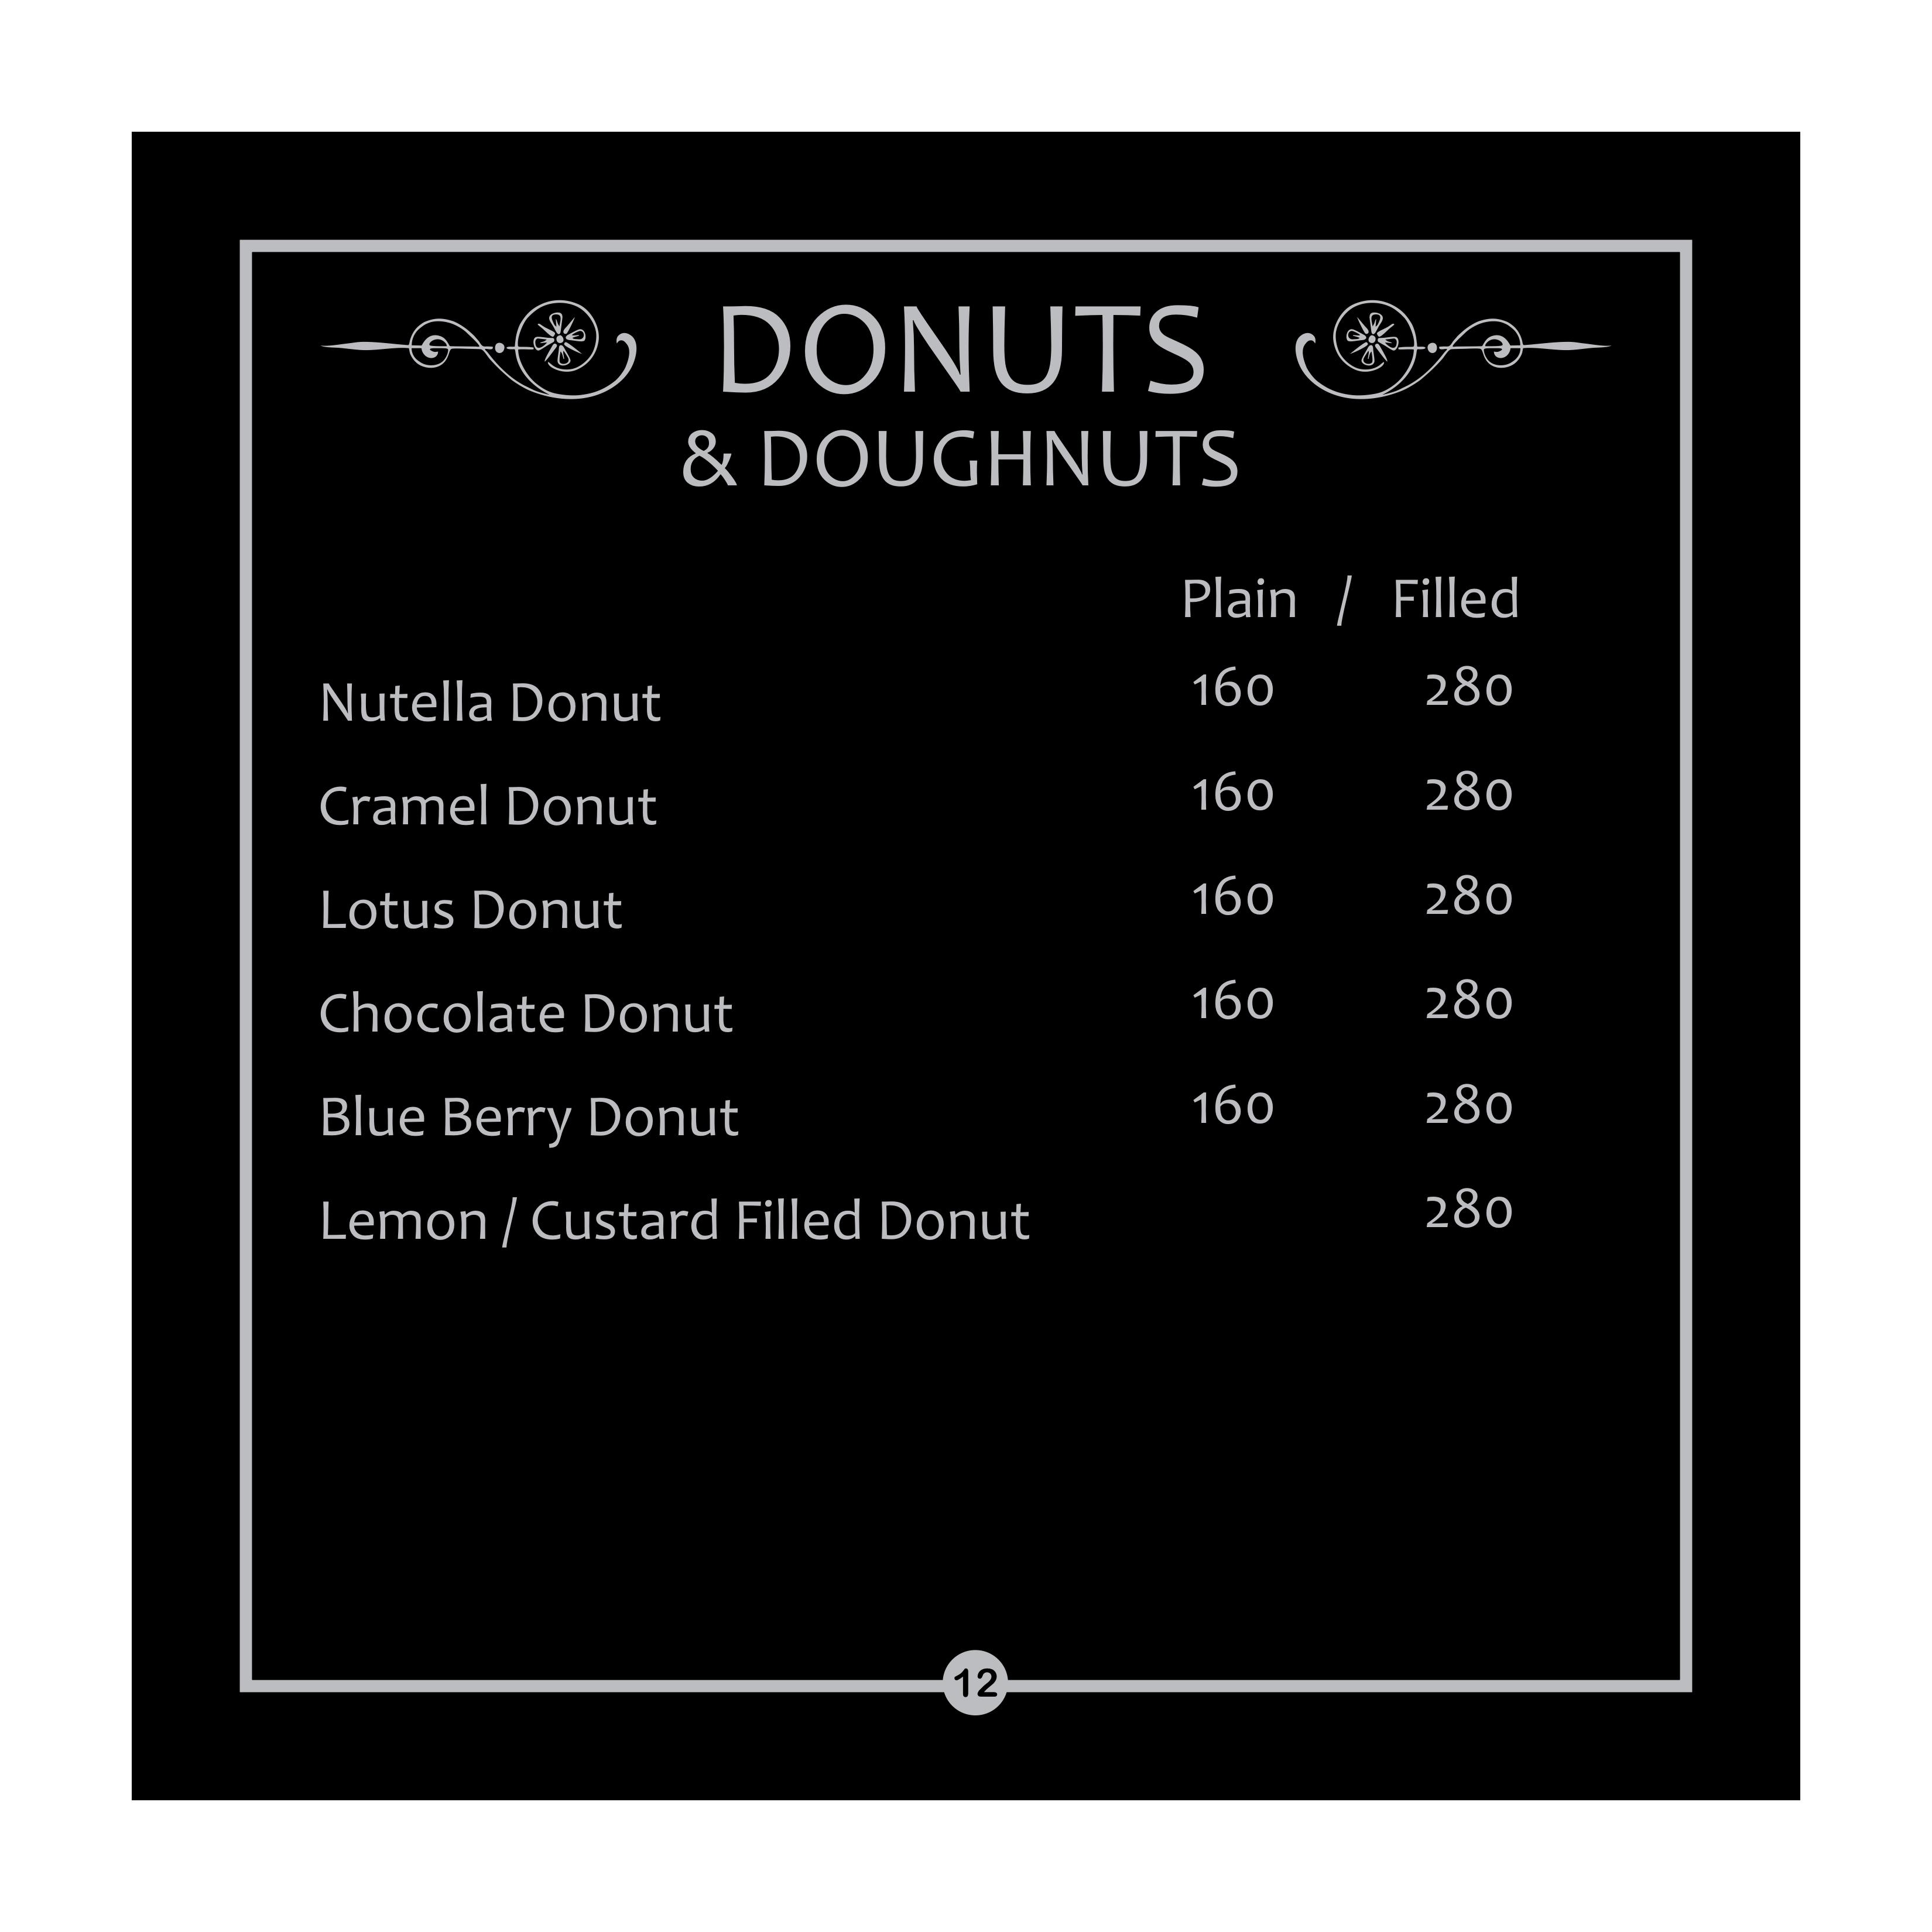 DONUTS
& DOUGHNUTS
Plain / Filled
Nutella Donut 160 280
Cramel Donut 160 280
Lotus Donut 160 280
Chocolate Donut 160 280
Blue Berry Donut 160 280
Lemon / Custard Filled Donut 280
12